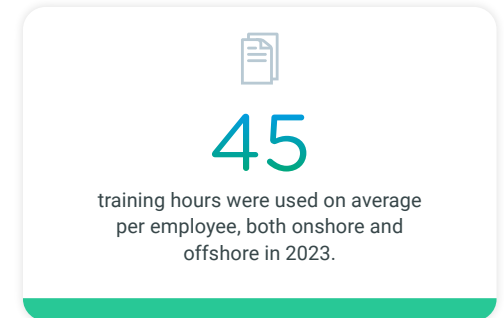 45
training hours were used on average
per employee, both onshore and
offshore in 2023.